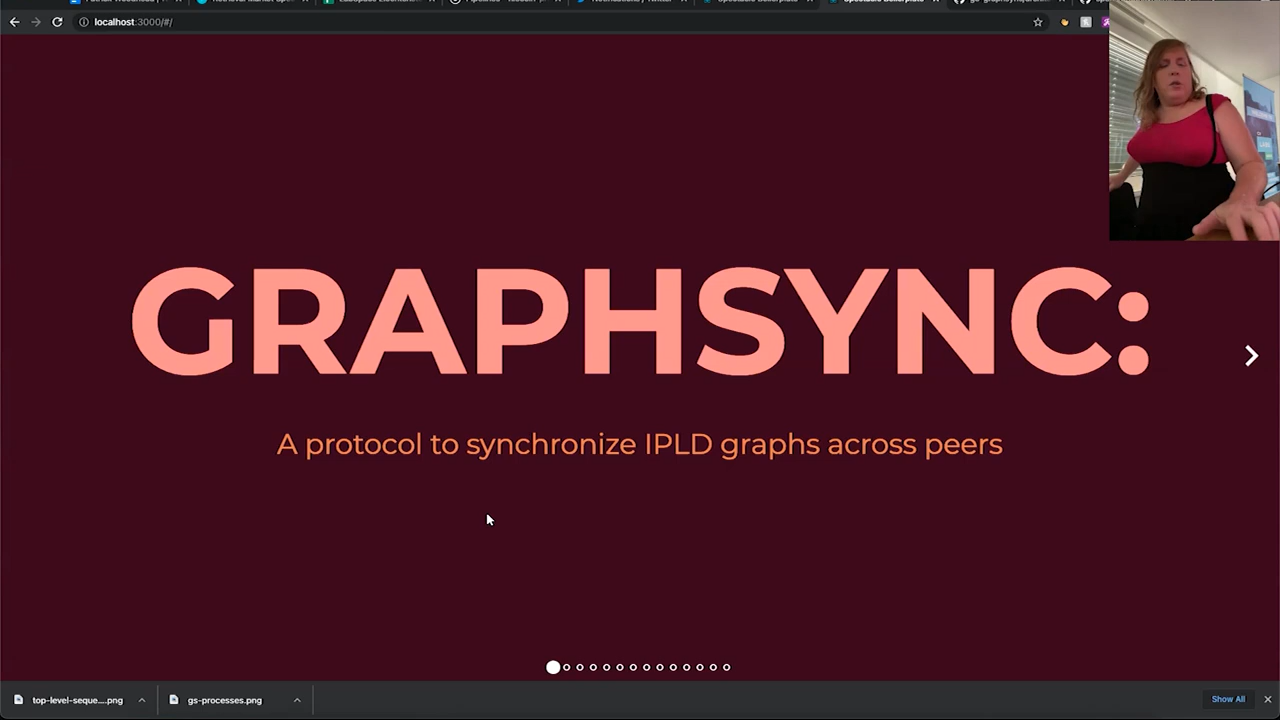 localhost:3000/#/
GRAPHSYNC:
A protocol to synchronize IPLD graphs across peers
top-level-seque....png
gs-processes.png
Show All